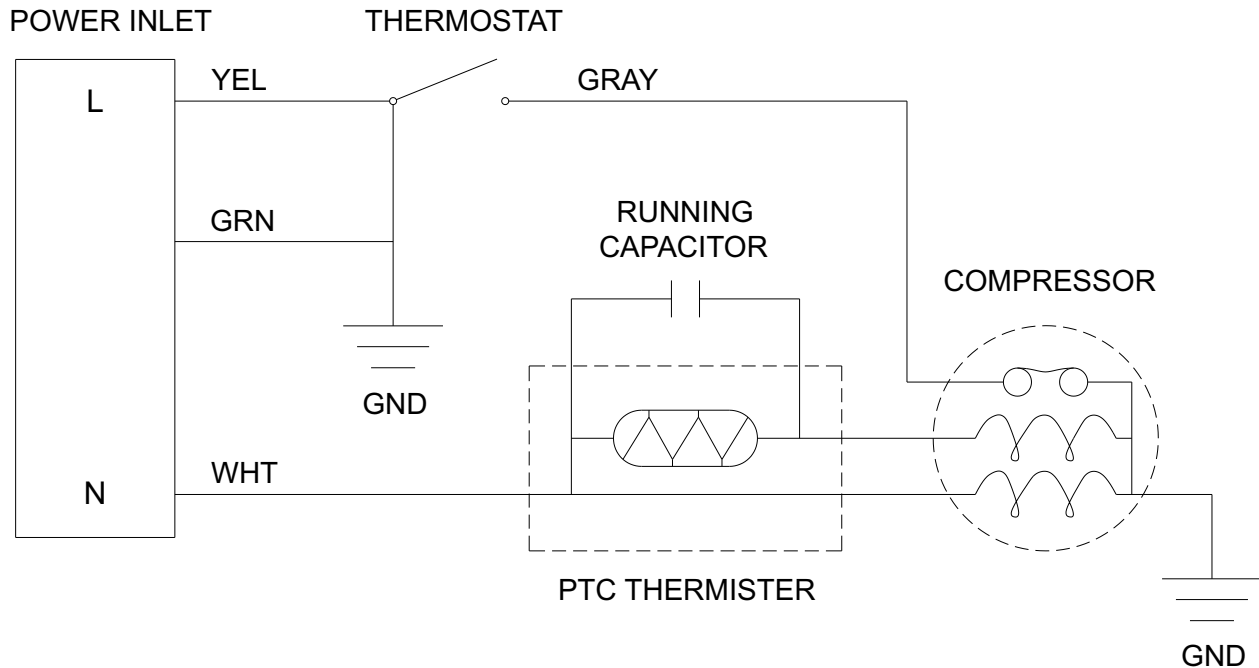 POWER INLET
THERMOSTAT
L
YEL
GRAY
GRN
GND
RUNNING
CAPACITOR
COMPRESSOR
N
WHT
PTC THERMISTER
GND